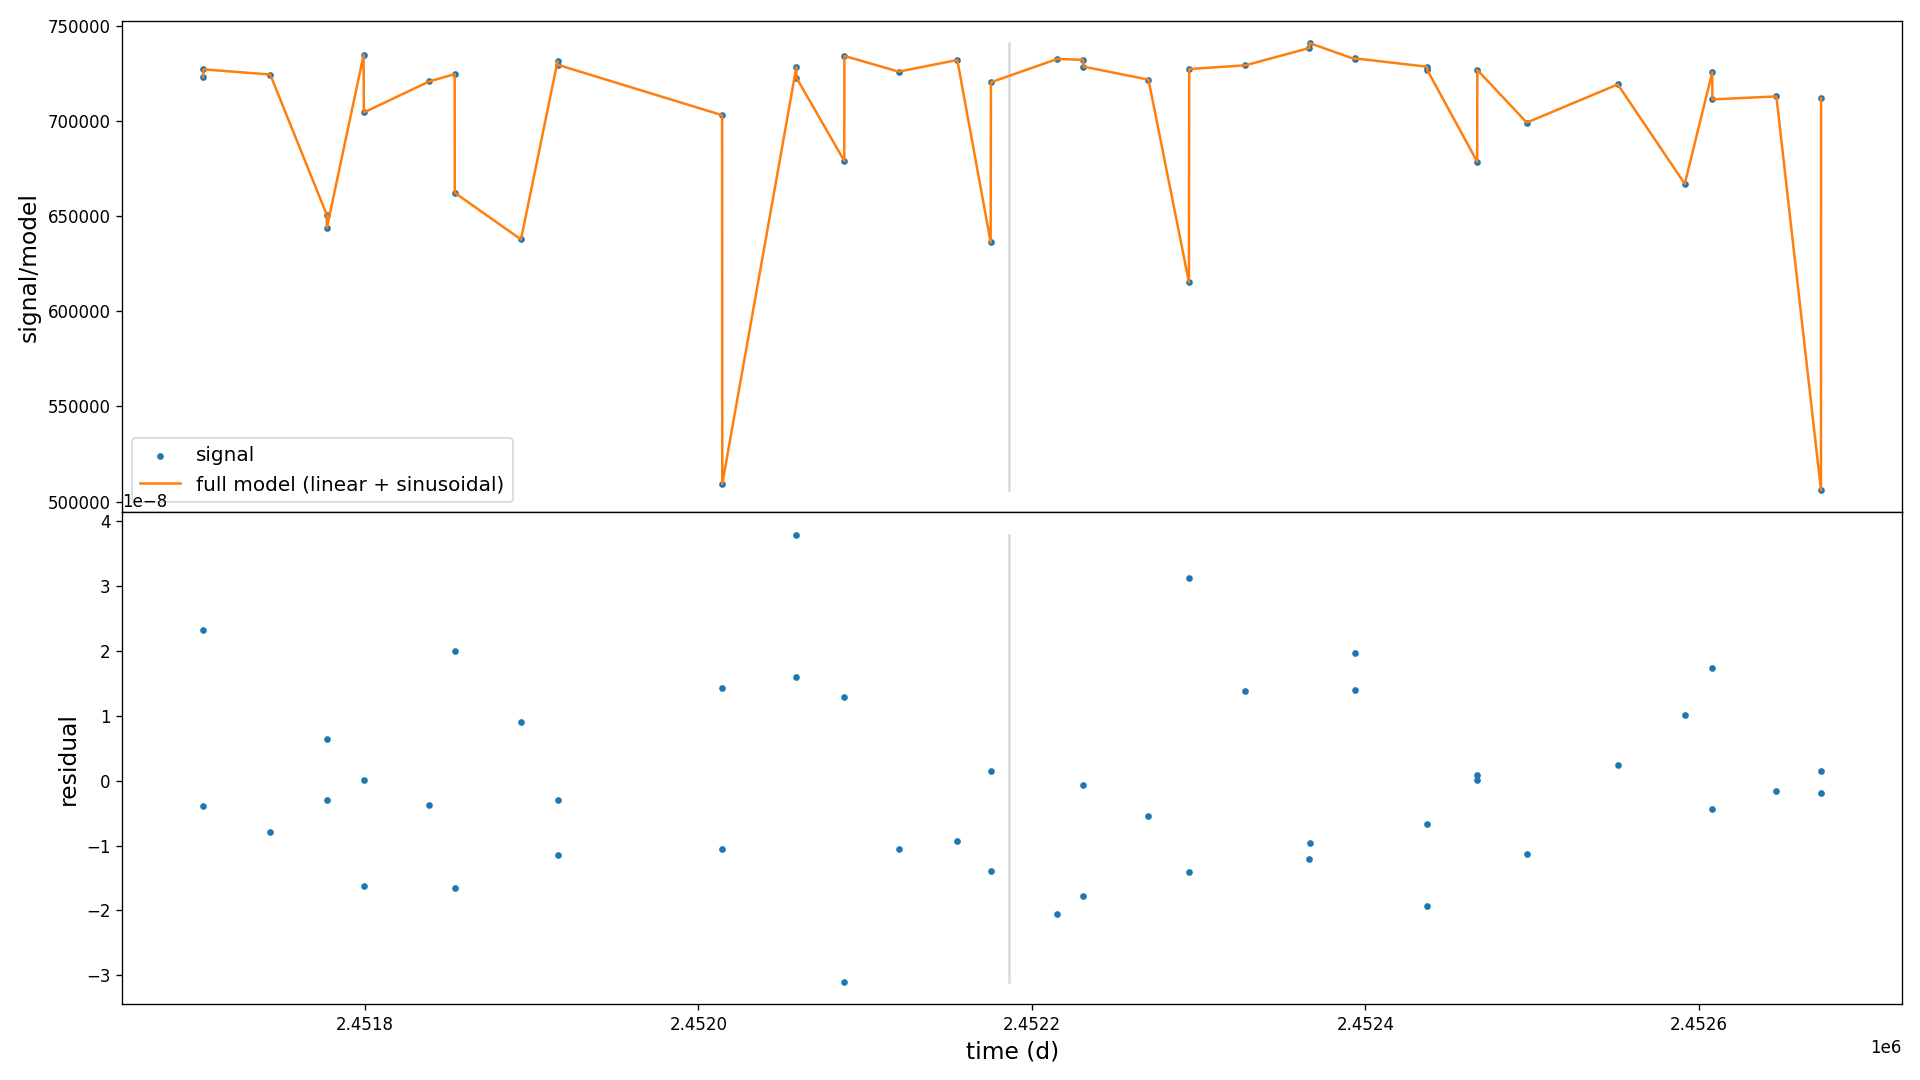 750000
700000
650000
600000
550000
500000
signal/model
signal
full model (linear + sinusoidal)
1e−8
4
3
2
1
0
−1
−2
−3
residual
2.4518
2.4520
2.4522
2.4524
2.4526
time (d)
1e6